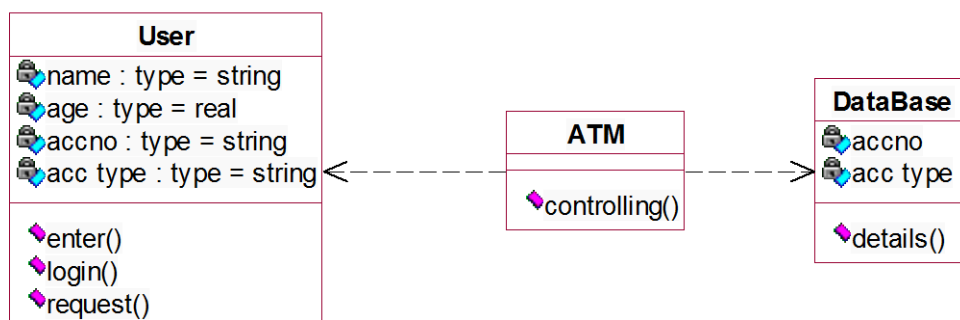 User
name : type = string
age : type = real
accno : type = string
acc type : type = string
enter()
login()
request()
ATM
controlling()
DataBase
accno
acc type
details()